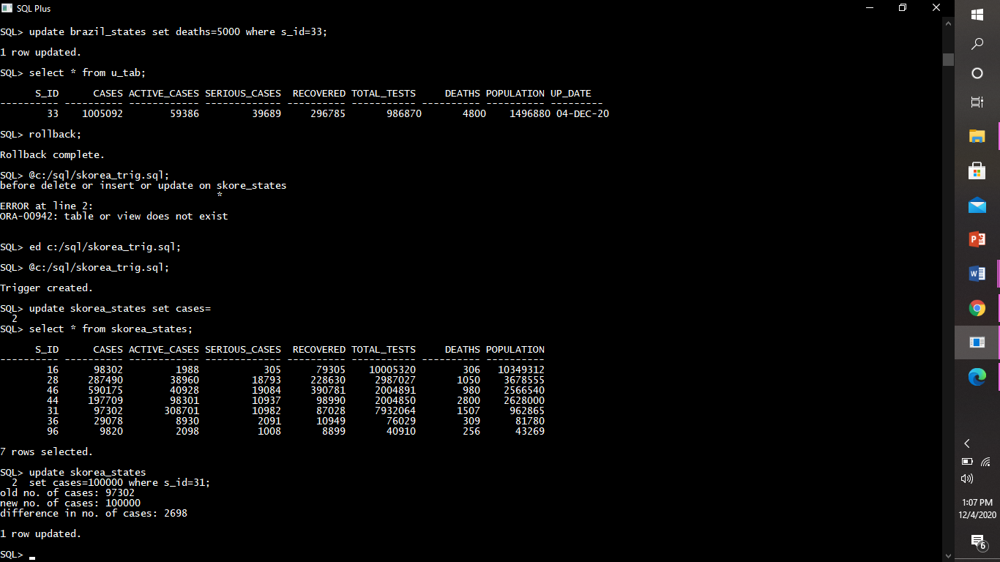 SQL Plus
SQL> update brazil_states set deaths=5000 where s_id=33;
1 row updated.
SQL> select * from u_tab;
      S_ID      CASES ACTIVE_CASES SERIOUS_CASES  RECOVERED TOTAL_TESTS     DEATHS POPULATION UP_DATE
---------- ---------- ------------ ------------- ---------- ----------- ---------- ---------- ---------
        33    1005092        59386         39689     296785      986870       4800    1496880 04-DEC-20
SQL> rollback;
Rollback complete.
SQL> @c:/sql/skorea_trig.sql;
before delete or insert or update on skore_states
                                     *
ERROR at line 2:
ORA-00942: table or view does not exist
SQL> ed c:/sql/skorea_trig.sql;
SQL> @c:/sql/skorea_trig.sql;
Trigger created.
SQL> update skorea_states set cases=
  2
SQL> select * from skorea_states;
      S_ID      CASES ACTIVE_CASES SERIOUS_CASES  RECOVERED TOTAL_TESTS     DEATHS POPULATION
---------- ---------- ------------ ------------- ---------- ----------- ---------- ----------
        16      98302         1988           305      79305    10005320        306   10349312
        28     287490        38960         18793     228630     2987027       1050    3678555
        46     590175        40928         19084     390781     2004891        980    2566540
        44     197709        98301         10937      98990     2004850       2800    2628000
        31      97302       308701         10982      87028     7932064       1507     962865
        36      29078         8930          2091      10949       76029        309      81780
        96       9820         2098          1008       8899       40910        256      43269
7 rows selected.
SQL> update skorea_states
  2  set cases=100000 where s_id=31;
old no. of cases: 97302
new no. of cases: 100000
difference in no. of cases: 2698
1 row updated.
SQL>
1:07 PM
12/4/2020
6